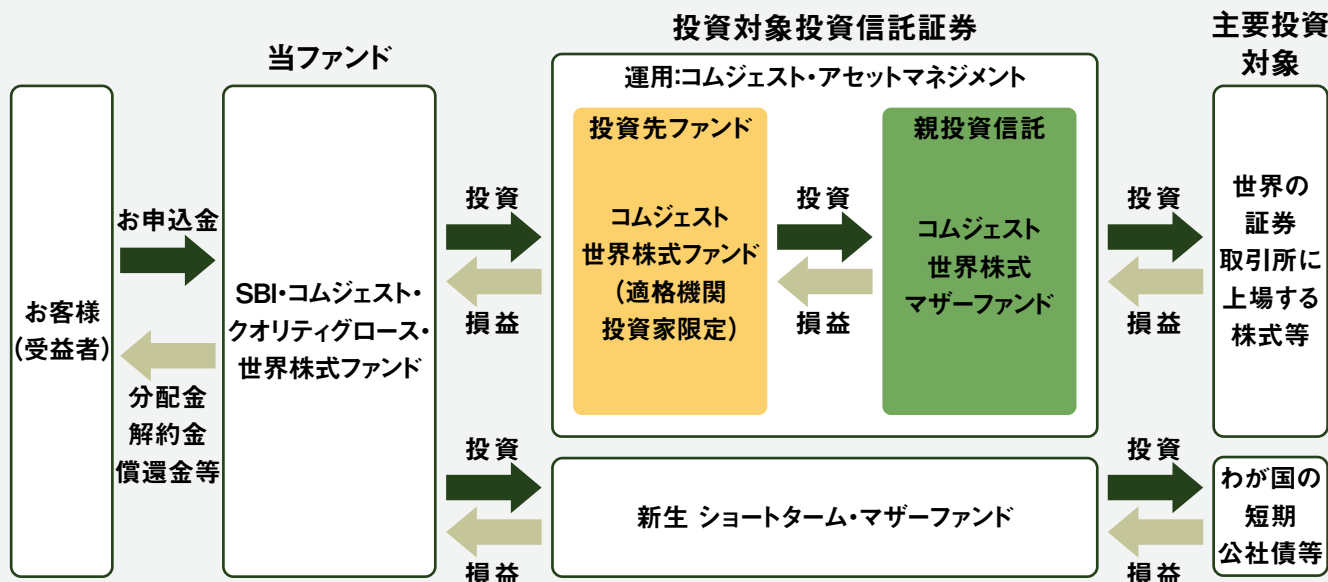 投資対象投資信託証券
主要投資
対象
当ファンド
運用:コムジェスト・アセットマネジメント
投資先ファンド
親投資信託
お客様
(受益者)
お申込金
分配金
解約金
償還金等
SBI・コムジェスト・
クオリティグロース・
世界株式ファンド
投資
損益
コムジェスト
世界株式ファンド
(適格機関
投資家限定)
投資
損益
コムジェスト
世界株式
マザーファンド
投資
損益
世界の
証券
取引所に
上場する
株式等
投資
損益
新生 ショートターム・マザーファンド
投資
損益
わが国の
短期
公社債等